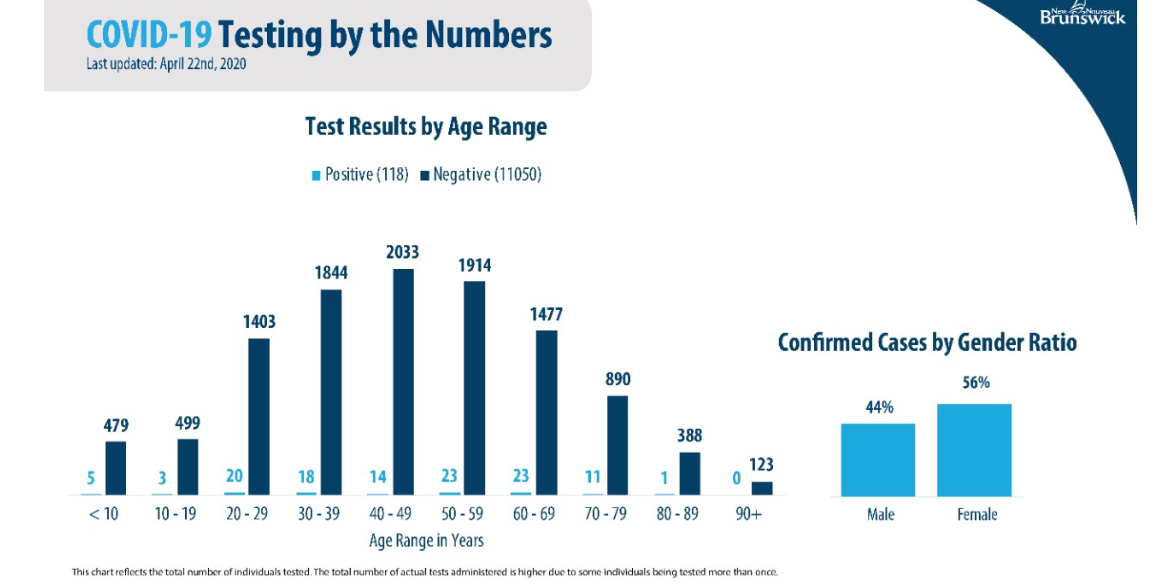 COVID-19 Testing by the Numbers
Last updated: April 22nd, 2020
New Nouveau
Brunswick
Test Results by Age Range
Positive (118) Negative (11050)
479 499 1403 1844 2033 1914 1477 890 388 123
5 3 20 18 14 23 23 11 1 0
< 10 10 - 19 20 - 29 30 - 39 40 - 49 50 - 59 60 - 69 70 - 79 80 - 89 90+
Age Range in Years
Confirmed Cases by Gender Ratio
44% 56%
Male Female
This chart reflects the total number of individuals tested. The total number of actual tests administered is higher due to some individuals being tested more than once.